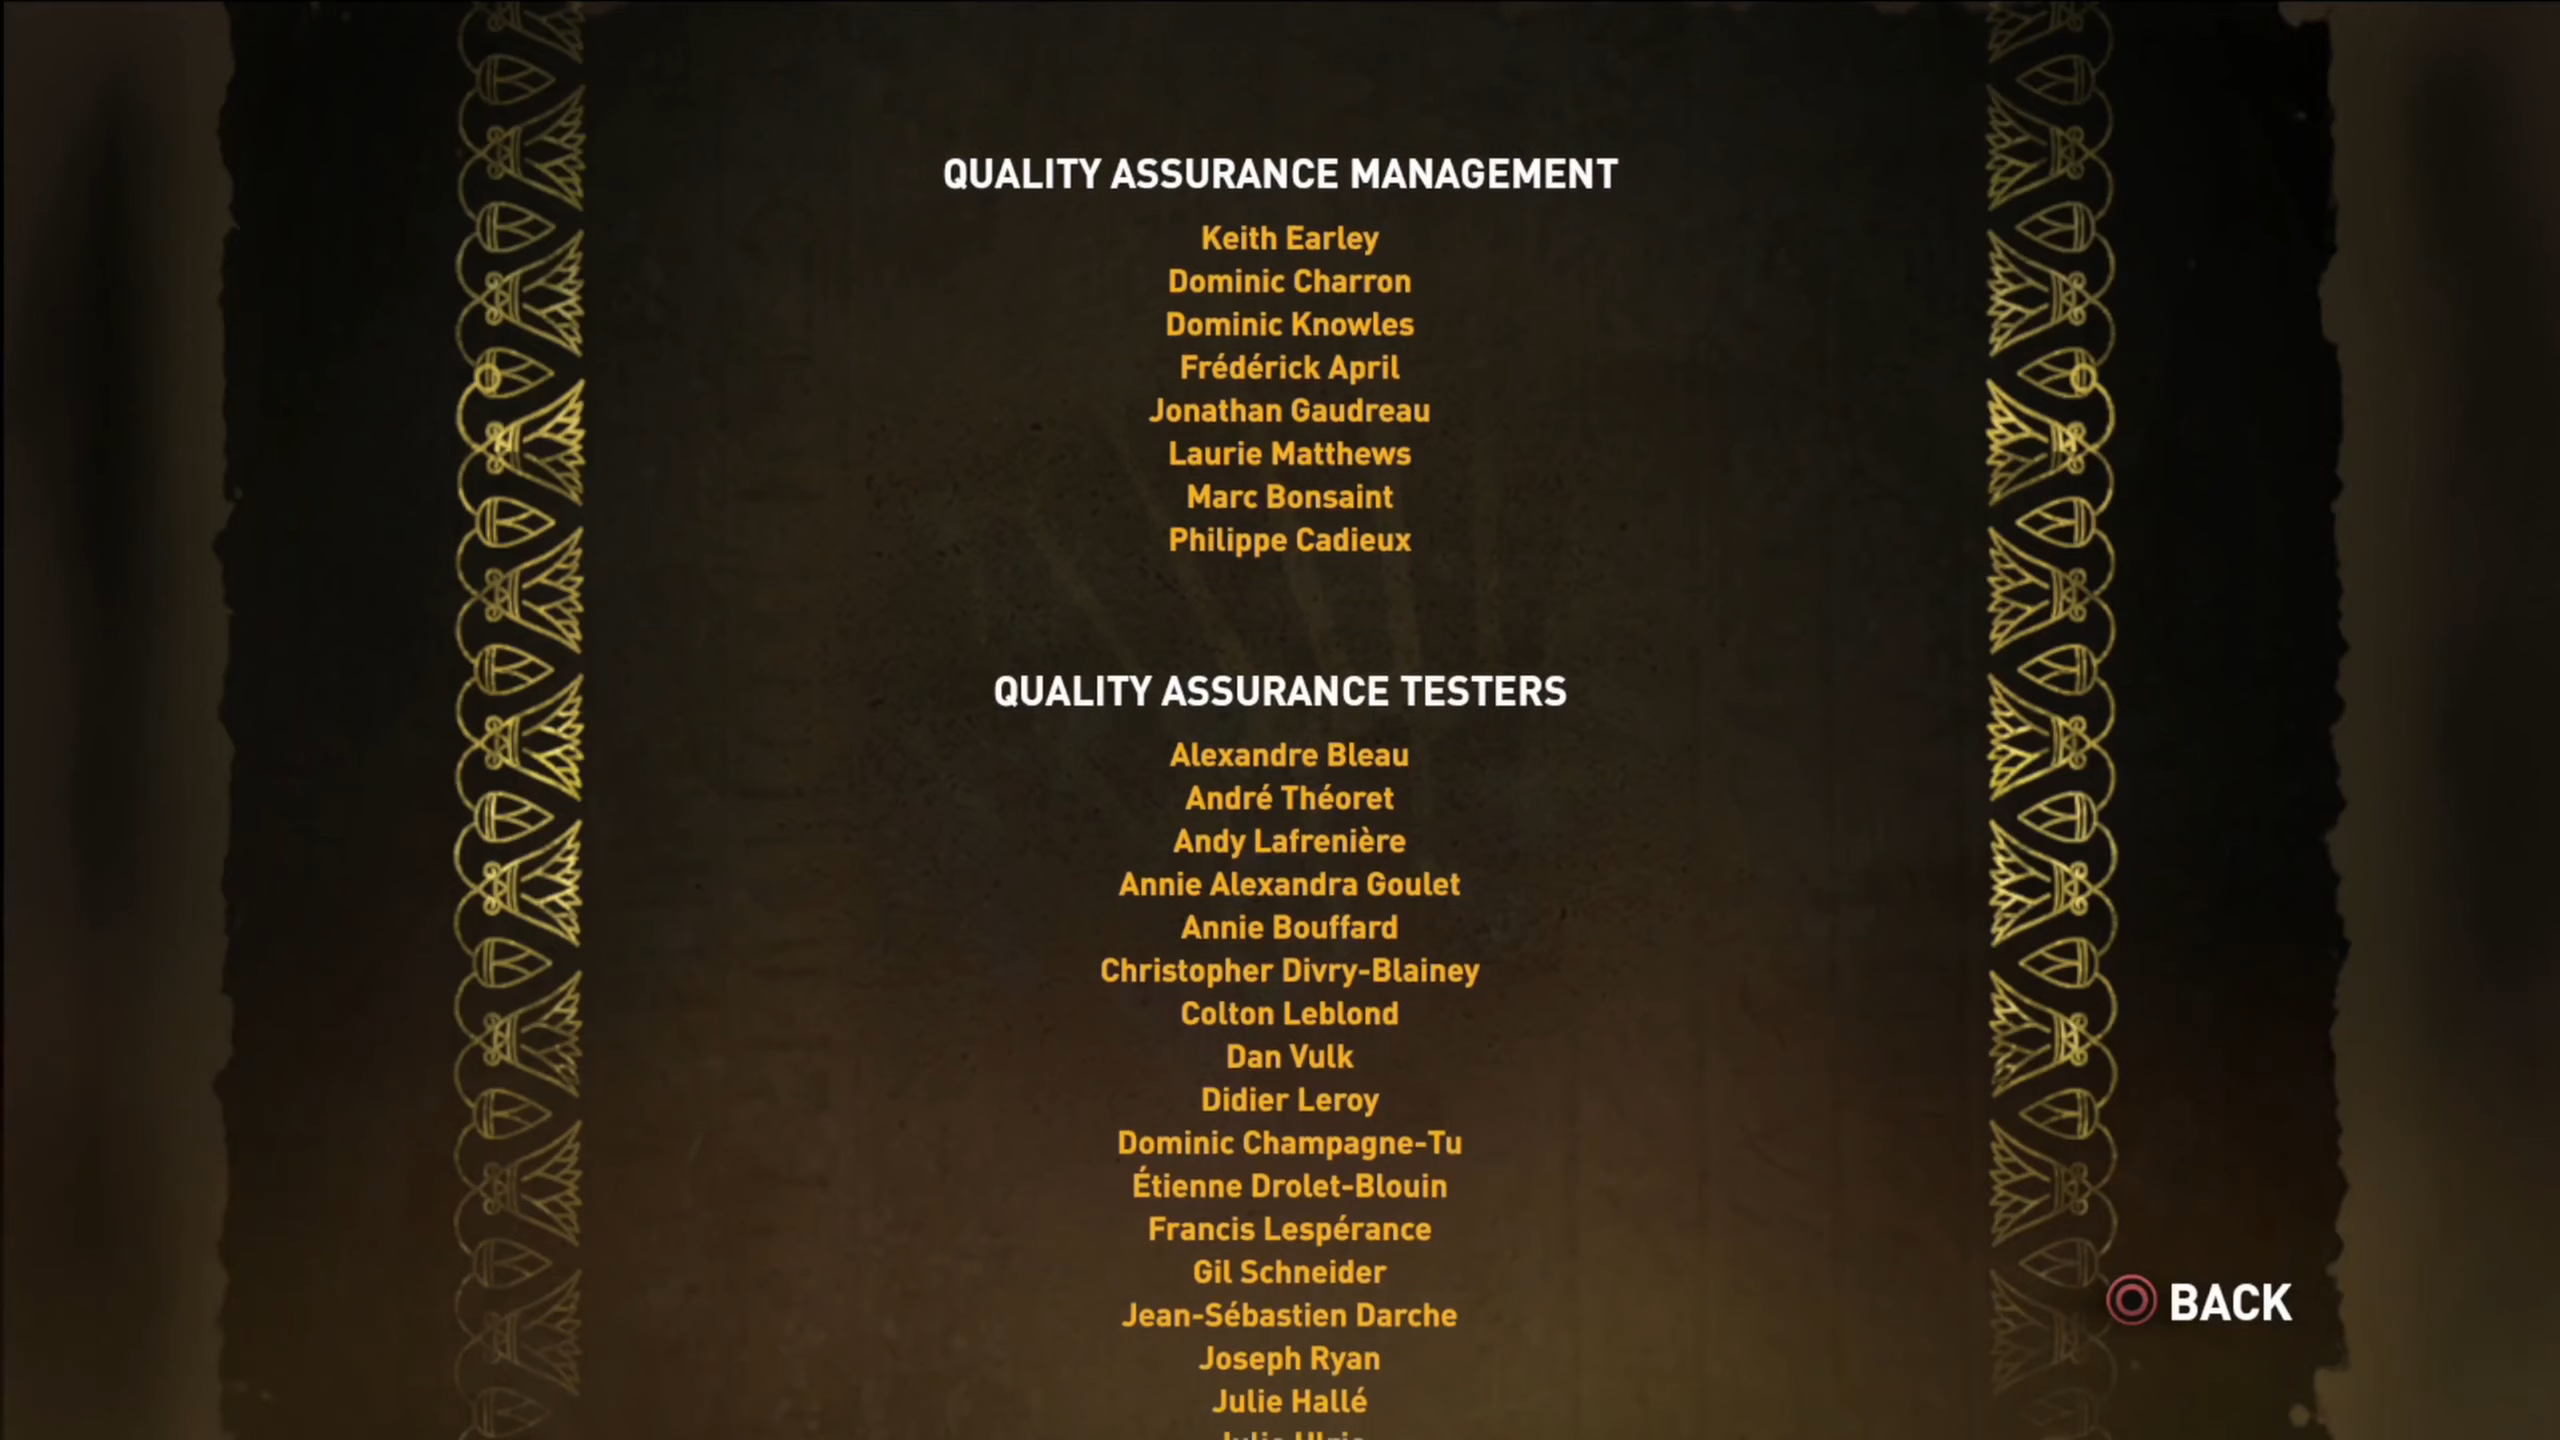 QUALITY ASSURANCE MANAGEMENT
Keith Earley
Dominic Charron
Dominic Knowles
Frédérick April
Jonathan Gaudreau
Laurie Matthews
Marc Bonsaint
Philippe Cadieux
QUALITY ASSURANCE TESTERS
Alexandre Bleau
André Théoret
Andy Lafrenière
Annie Alexandra Goulet
Annie Bouffard
Christopher Divry-Blainey
Colton Leblond
Dan Vulk
Didier Leroy
Dominic Champagne-Tu
Étienne Drolet-Blouin
Francis Lespérance
Gil Schneider
Jean-Sébastien Darche
Joseph Ryan
Julie Hallé
BACK